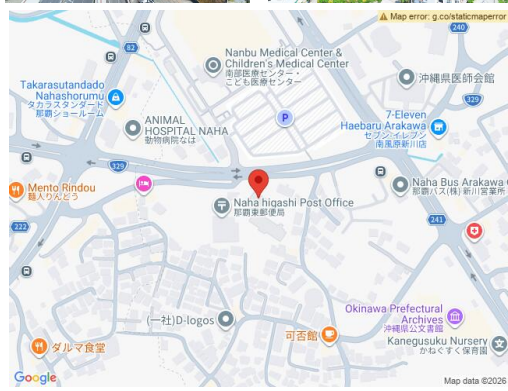 Map error: g.co/staticmaperror
240
82
Nanbu Medical Center &
Children's Medical Center
南部医療センター・
こども医療センター
沖縄県医師会館
Takarasutandado
Nahashorumu
タカラスタンダード
那覇ショールーム
329
P
ANIMAL
HOSPITAL NAHA
動物病院なは
7-Eleven
Haebaru Arakawa
セブン-イレブン
南風原新川店
329
Mento Rindou
麺人りんどう
Naha higashi Post Office
那覇東郵便局
Naha Bus Arakawa O
那覇バス(株)新川営業所
222
241
(一社)D-logos
可否館
Okinawa Prefectural
Archives
沖縄県公文書館
Kanegusuku Nursery
かねぐすく保育園
ダルマ食堂
Google
Map data ©2026